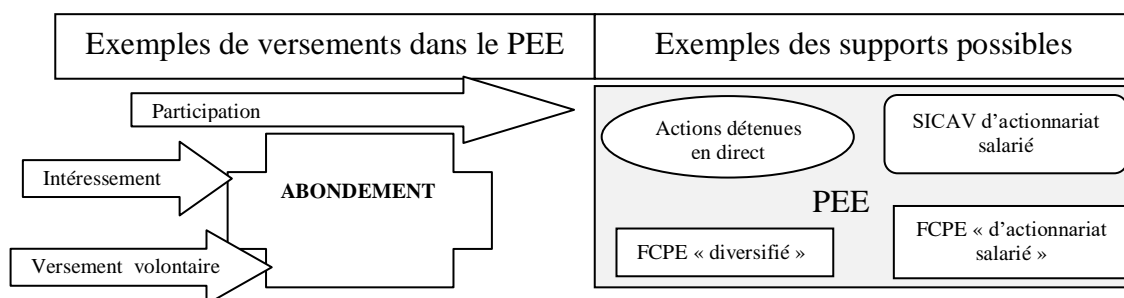 Exemples de versements dans le PEE
Exemples des supports possibles
Participation
Intéressement
ABONDEMENT
Versement volontaire
Actions détenues
en direct
SICAV d'actionnariat
salarié
PEE
FCPE « diversifié »
FCPE « d'actionnariat
salarié »